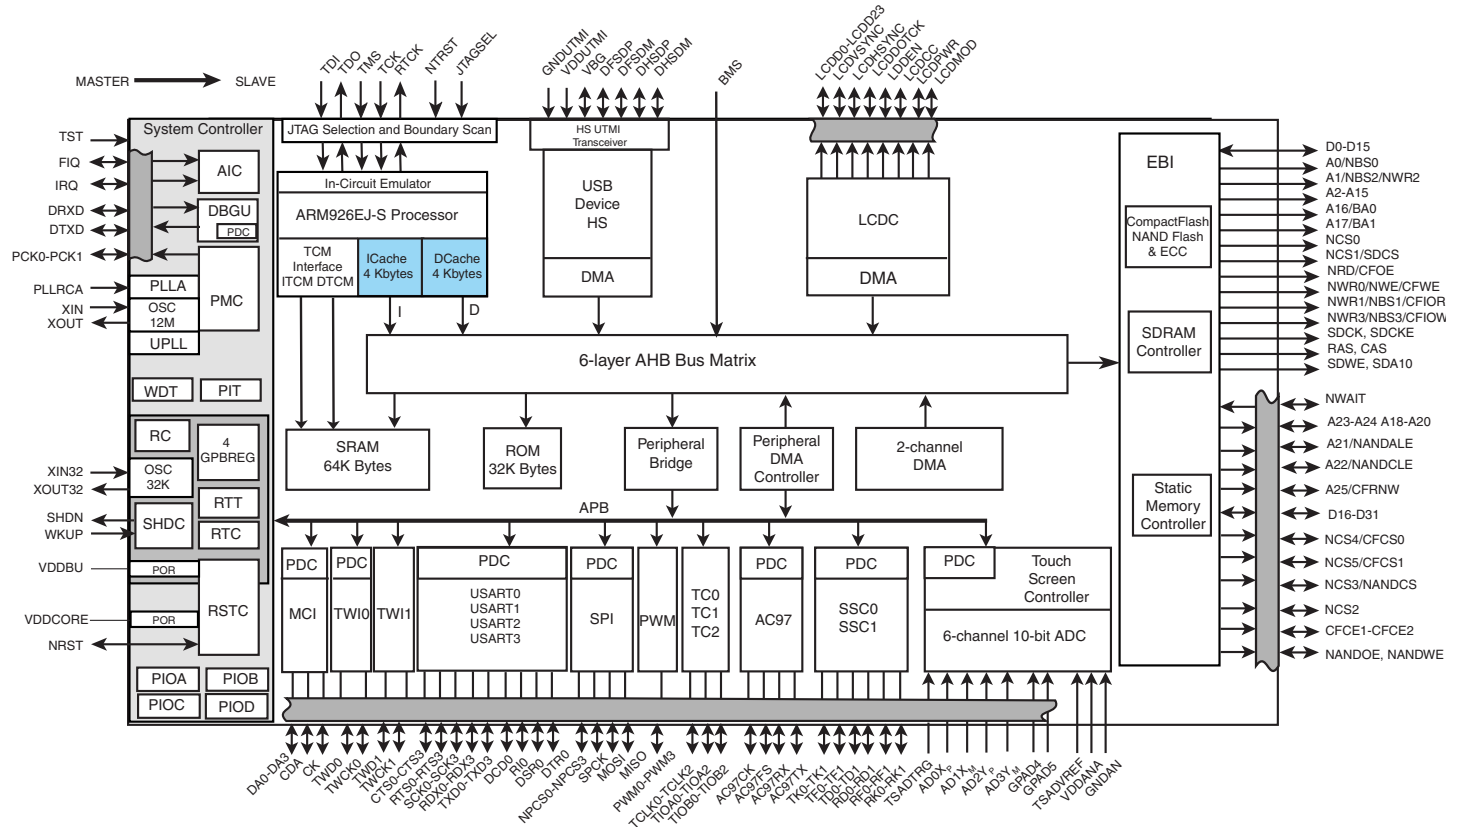 MASTER
SLAVE
TDI
TDO
TMS
TCK
RTCK
NTRST
JTAGSEL
GNDUTMI
VDDUTMI
VBG
DFSDP
DFSDM
DHSDP
DHSDM
BMS
LCDD0-LCDD23
LCDVSYNC
LCDHSYNC
LCDDOTCK
LDDEN
LCDCC
LCDPWR
LCDMOD
System Controller
JTAG Selection and Boundary Scan
HS UTMI
Transceiver
TST
FIQ
IRQ
DRXD
DTXD
PCK0-PCK1
PLLRCA
XIN
XOUT
XIN32
XOUT32
SHDN
WKUP
VDDBU
VDDCORE
NRST
AIC
DBGU
PDC
PMC
PLLA
OSC
12M
UPLL
WDT
PIT
RC
4
GPBREG
OSC
32K
RTT
SHDC
RTC
POR
RSTC
POR
PIOA
PIOB
PIOC
PIOD
In-Circuit Emulator
ARM926EJ-S Processor
TCM
Interface
ITCM DTCM
ICache
4 Kbytes
DCache
4 Kbytes
I
D
USB
Device
HS
DMA
LCDC
DMA
6-layer AHB Bus Matrix
SRAM
64K Bytes
ROM
32K Bytes
Peripheral
Bridge
Peripheral
DMA
Controller
2-channel
DMA
APB
PDC
MCI
PDC
TWI0
TWI1
PDC
USART0
USART1
USART2
USART3
PDC
SPI
PWM
TC0
TC1
TC2
PDC
AC97
PDC
SSC0
SSC1
PDC
Touch
Screen
Controller
6-channel 10-bit ADC
EBI
CompactFlash
NAND Flash
& ECC
SDRAM
Controller
Static
Memory
Controller
D0-D15
A0/NBS0
A1/NBS2/NWR2
A2-A15
A16/BA0
A17/BA1
NCS0
NCS1/SDCS
NRD/CFOE
NWR0/NWE/CFWE
NWR1/NBS1/CFIOR
NWR3/NBS3/CFIOW
SDCK, SDCKE
RAS, CAS
SDWE, SDA10
NWAIT
A23-A24 A18-A20
A21/NANDALE
A22/NANDCLE
A25/CFRNW
D16-D31
NCS4/CFCS0
NCS5/CFCS1
NCS3/NANDCS
NCS2
CFCE1-CFCE2
NANDOE, NANDWE
DA0-DA3
CDA
CK
TWD0
TWCK0
TWD1
TWCK1
CTS0-CTS3
RTS0-RTS3
SCK0-SCK3
RDX0-RDX3
TXD0-TXD3
DCD0
RI0
DSR0
DTR0
NPCS0-NPCS3
SPCK
MOSI
MISO
PWM0-PWM3
TCLK0-TCLK2
TIOA0-TIOA2
TIOB0-TIOB2
AC97CK
AC97FS
AC97RX
AC97TX
TK0-TK1
TF0-TF1
TD0-TD1
RD0-RD1
RF0-RF1
RK0-RK1
TSADTRG
AD0XP
AD1XM
AD2YP
AD3YM
GPAD4
GPAD5
TSADVREF
VDDANA
GNDAN